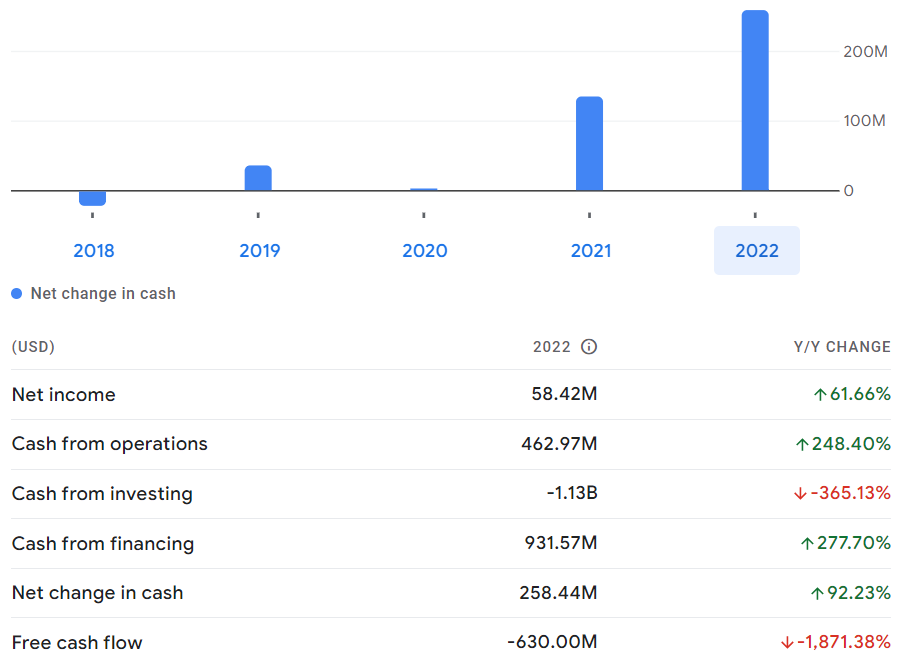 200M
100M
0
2018 2019 2020 2021 2022
Net change in cash
(USD) 2022 Y/Y CHANGE
Net income 58.42M ↑61.66%
Cash from operations 462.97M ↑248.40%
Cash from investing -1.13B ↓-365.13%
Cash from financing 931.57M ↑277.70%
Net change in cash 258.44M ↑92.23%
Free cash flow -630.00M ↓-1,871.38%